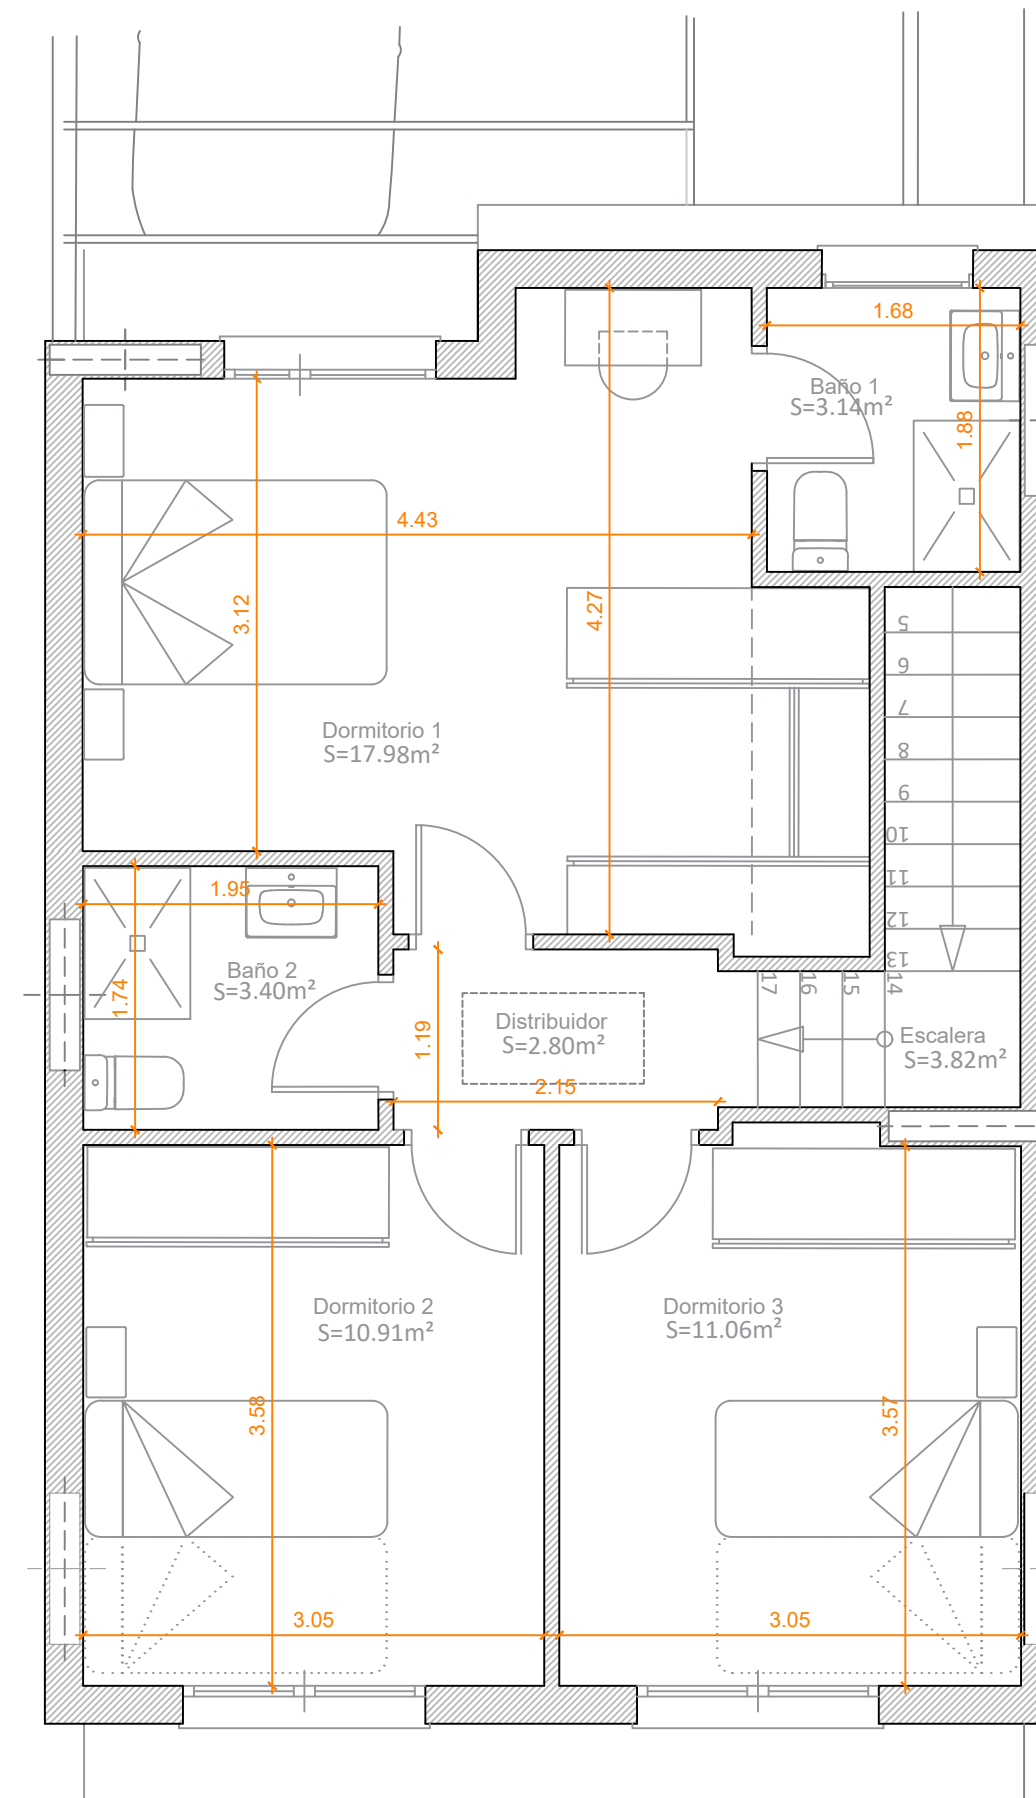 1.68
Baño 1
S=3.14m²
1.88
4.43
3.12
4.27
5
6
7
8
9
10
11
12
13
Dormitorio 1
S=17.98m²
1.95
Baño 2
S=3.40m²
1.74
1.19
Distribuidor
S=2.80m²
2.15
17
16
15
14
Escalera
S=3.82m²
Dormitorio 2
S=10.91m²
Dormitorio 3
S=11.06m²
3.58
3.57
3.05
3.05